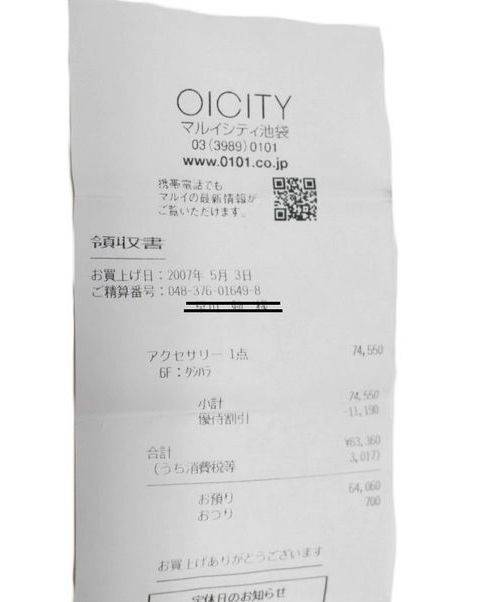 OICITY
マルイシティ池袋
03(3989)0101
www.0101.co.jp
携帯電話でも
マルイの最新情報が
ご覧いただけます。
領収書
お買上げ日：2007年 5月 3日
ご精算番号：048-376-01649-8
様
アクセサリー 1点 74,550
6F：タシハラ
小計 74,550
優待割引 -11,190
合計 ¥63,360
(うち消費税等 3,017)
お預り 64,060
おつり 700
お買上げありがとうございます
定休日のお知らせ